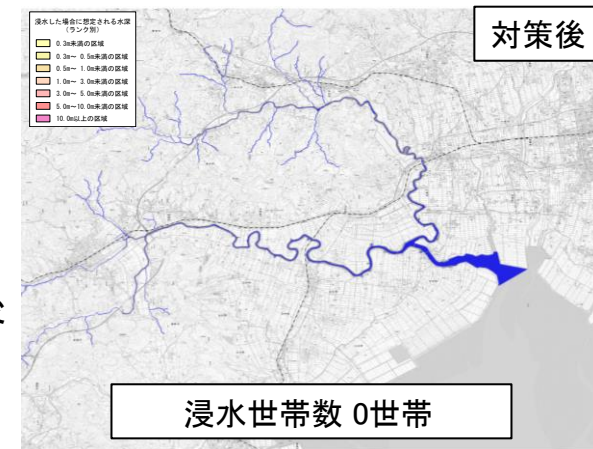 浸水した場合に想定される水深
(ランク別)
0.3m未満の区域
0.3m～ 0.5m未満の区域
0.5m～ 1.0m未満の区域
1.0m～ 3.0m未満の区域
3.0m～ 5.0m未満の区域
5.0m～10.0m未満の区域
10.0m以上の区域
対策後
浸水世帯数 0世帯